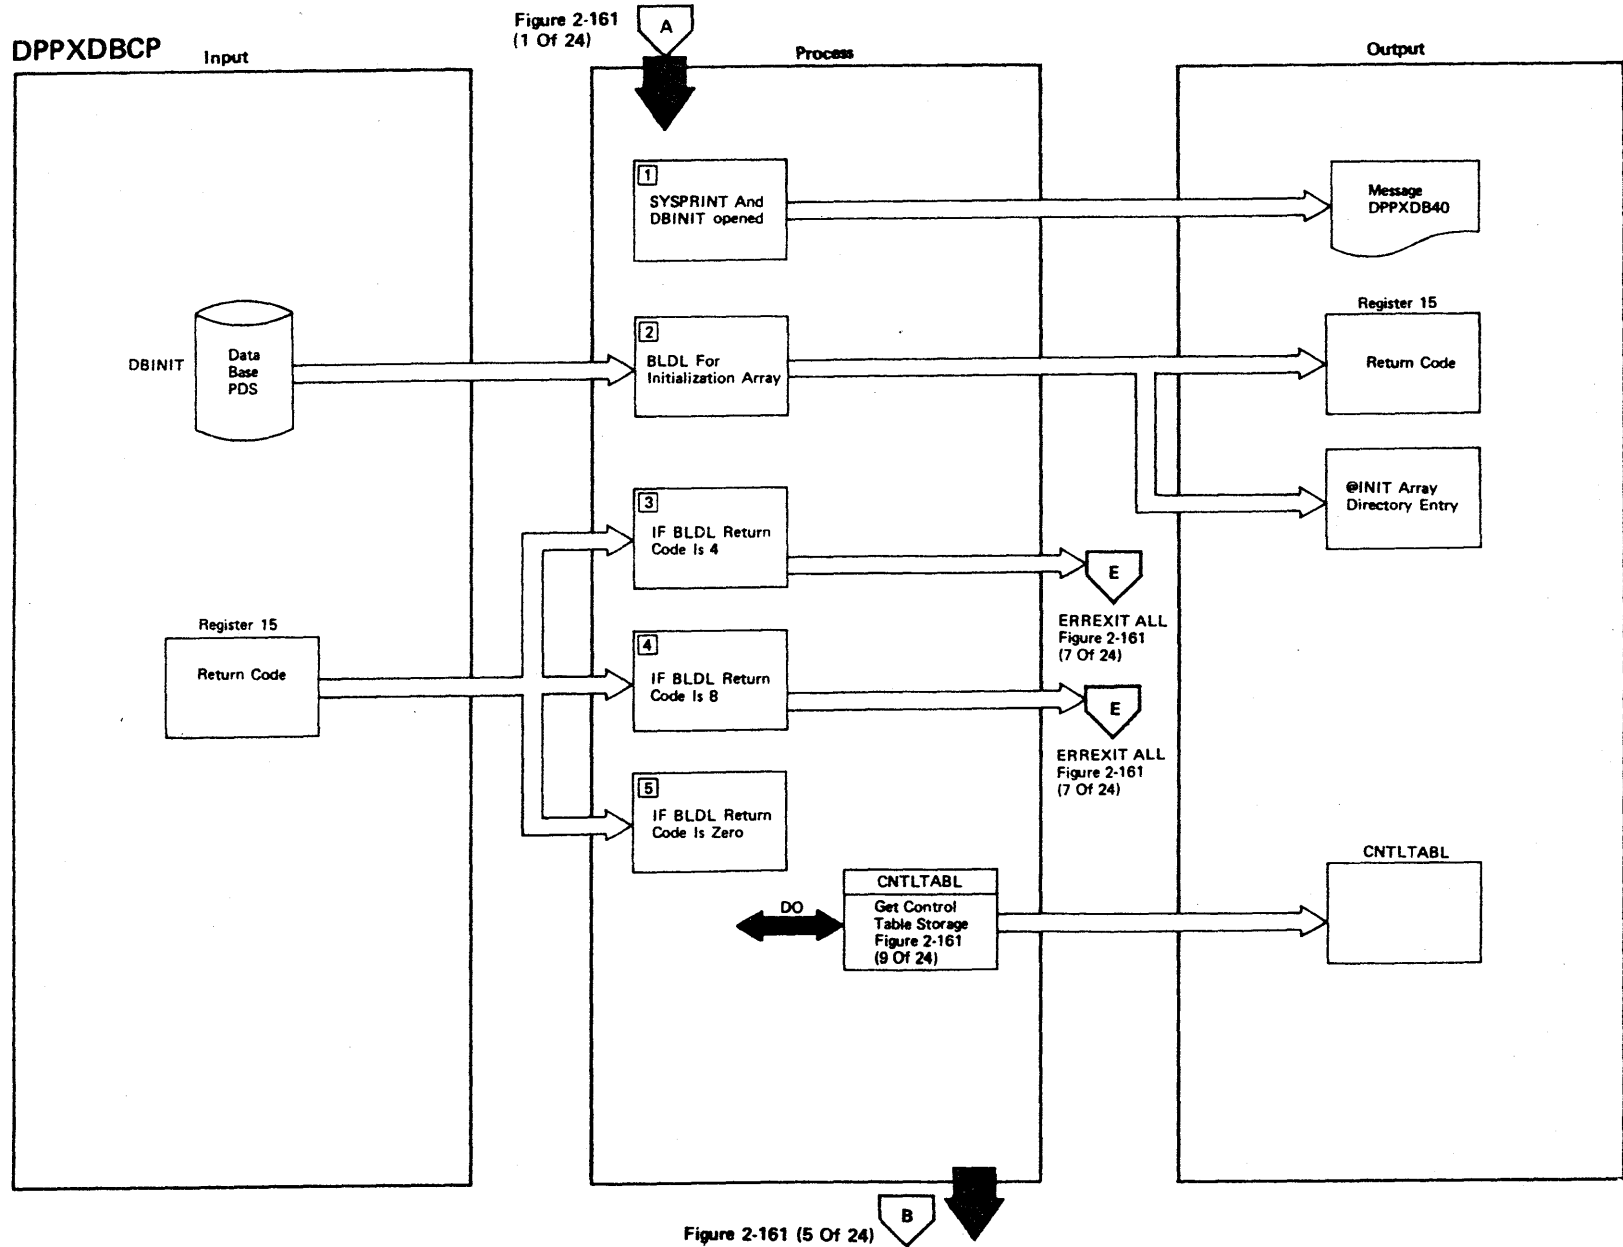 Figure 2-161
(1 Of 24)
A
DPPXDBCP
Input
Process
Output
1
SYSPRINT And
DBINIT opened
Message
DPPXDB40
DBINIT
Data
Base
PDS
2
BLDL For
Initialization Array
Register 15
Return Code
@INIT Array
Directory Entry
3
IF BLDL Return
Code Is 4
E
ERREXIT ALL
Figure 2-161
(7 Of 24)
Register 15
Return Code
4
IF BLDL Return
Code Is 8
E
ERREXIT ALL
Figure 2-161
(7 Of 24)
5
IF BLDL Return
Code Is Zero
DO
CNTLTABL
Get Control
Table Storage
Figure 2-161
(9 Of 24)
CNTLTABL
B
Figure 2-161 (5 Of 24)